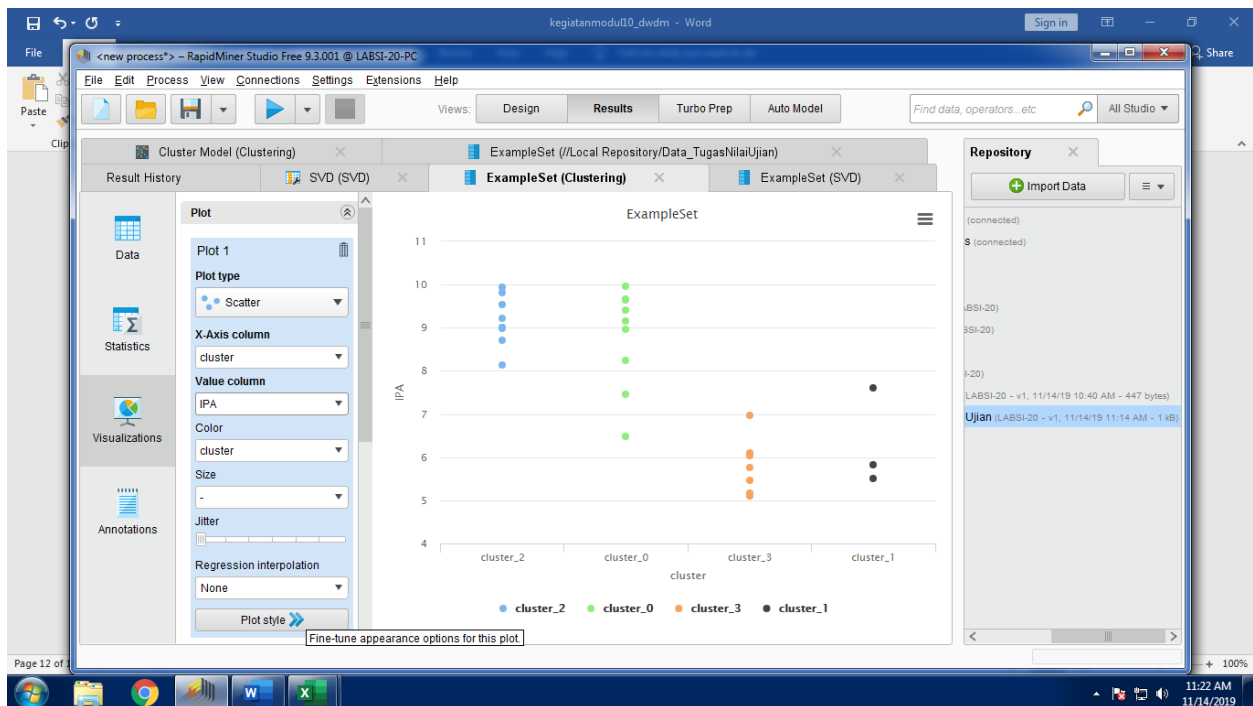 kegiatanmodul10_dwdm - Word
Sign in
File
Share
Paste
Clip
<new process*> – RapidMiner Studio Free 9.3.001 @ LABSI-20-PC
File Edit Process View Connections Settings Extensions Help
Views: Design Results Turbo Prep Auto Model
Find data, operators...etc
All Studio
Cluster Model (Clustering)
ExampleSet (//Local Repository/Data_TugasNilaiUjian)
Result History
SVD (SVD)
ExampleSet (Clustering)
ExampleSet (SVD)
Data
Statistics
Visualizations
Annotations
Plot
Plot 1
Plot type
Scatter
X-Axis column
cluster
Value column
IPA
Color
cluster
Size
-
Jitter
Regression interpolation
None
Plot style
Fine-tune appearance options for this plot.
ExampleSet
11
10
9
8
7
6
5
4
IPA
cluster_2 cluster_0 cluster_3 cluster_1
cluster
cluster_2 cluster_0 cluster_3 cluster_1
Repository
Import Data
(connected)
S (connected)
ABSI-20)
BSI-20)
I-20)
LABSI-20 - v1, 11/14/19 10:40 AM - 447 bytes)
Ujian (LABSI-20 - v1, 11/14/19 11:14 AM - 1 kB)
Page 12 of 1
100%
11:22 AM
11/14/2019